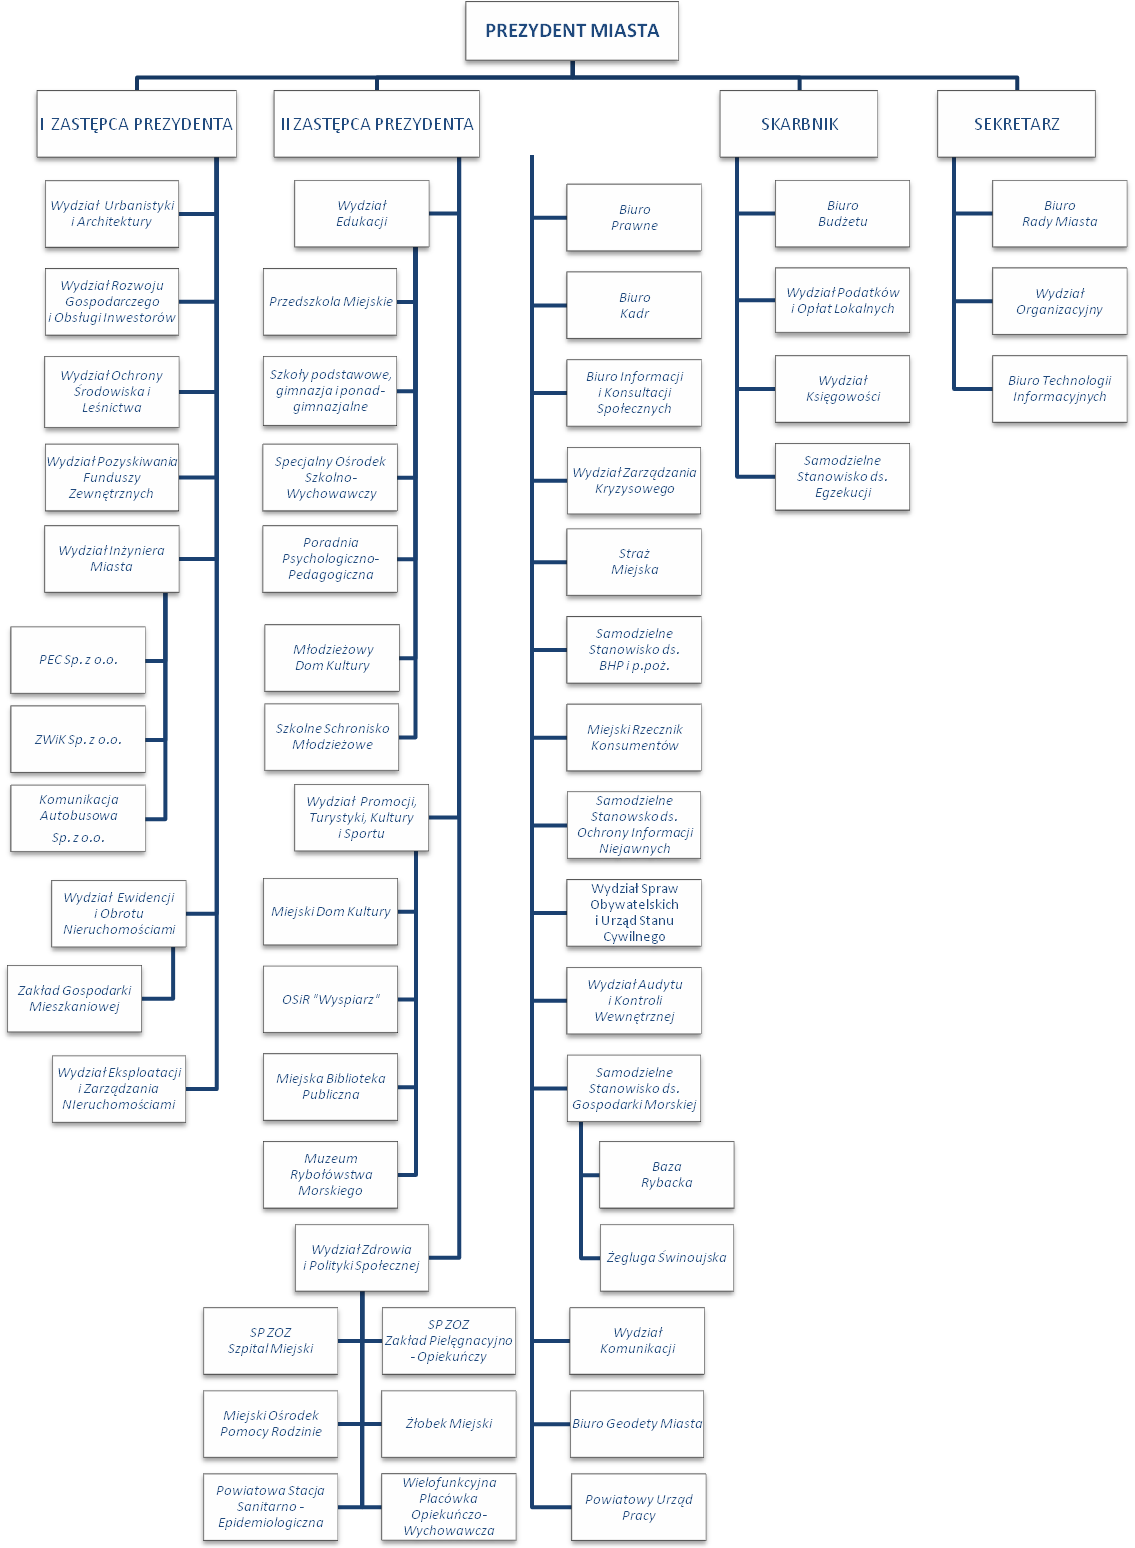 PREZYDENT MIASTA
I ZASTĘPCA PREZYDENTA
Wydział Urbanistyki
i Architektury
Wydział Rozwoju
Gospodarczego
i Obsługi Inwestorów
Wydział Ochrony
Środowiska i
Leśnictwa
Wydział Pozyskiwania
Funduszy
Zewnętrznych
Wydział Inżyniera
Miasta
PEC Sp. z o.o.
ZWiK Sp. z o.o.
Komunikacja
Autobusowa
Sp. z o.o.
Wydział Ewidencji
i Obrotu
Nieruchomościami
Zakład Gospodarki
Mieszkaniowej
Wydział Eksploatacji
i Zarządzania
NIeruchomościami
II ZASTĘPCA PREZYDENTA
Wydział
Edukacji
Przedszkola Miejskie
Szkoły podstawowe,
gimnazja i ponad-
gimnazjalne
Specjalny Ośrodek
Szkolno-
Wychowawczy
Poradnia
Psychologiczno-
Pedagogiczna
Młodzieżowy
Dom Kultury
Szkolne Schronisko
Młodzieżowe
Wydział Promocji,
Turystyki, Kultury
i Sportu
Miejski Dom Kultury
OSiR "Wyspiarz"
Miejska Biblioteka
Publiczna
Muzeum
Rybołówstwa
Morskiego
Wydział Zdrowia
i Polityki Społecznej
SP ZOZ
Szpital Miejski
SP ZOZ
Zakład Pielęgnacyjno
- Opiekuńczy
Miejski Ośrodek
Pomocy Rodzinie
Żłobek Miejski
Powiatowa Stacja
Sanitarno -
Epidemiologiczna
Wielofunkcyjna
Placówka
Opiekuńczo-
Wychowawcza
Biuro
Prawne
Biuro
Kadr
Biuro Informacji
i Konsultacji
Społecznych
Wydział Zarządzania
Kryzysowego
Straż
Miejska
Samodzielne
Stanowisko ds.
BHP i p.poż.
Miejski Rzecznik
Konsumentów
Samodzielne
Stanowsko ds.
Ochrony Informacji
Niejawnych
Wydział Spraw
Obywatelskich
i Urząd Stanu
Cywilnego
Wydział Audytu
i Kontroli
Wewnętrznej
Samodzielne
Stanowisko ds.
Gospodarki Morskiej
Baza
Rybacka
Żegluga Świnoujska
Wydział
Komunikacji
Biuro Geodety Miasta
Powiatowy Urząd
Pracy
SKARBNIK
Biuro
Budżetu
Wydział Podatków
i Opłat Lokalnych
Wydział
Księgowości
Samodzielne
Stanowisko ds.
Egzekucji
SEKRETARZ
Biuro
Rady Miasta
Wydział
Organizacyjny
Biuro Technologii
Informacyjnych